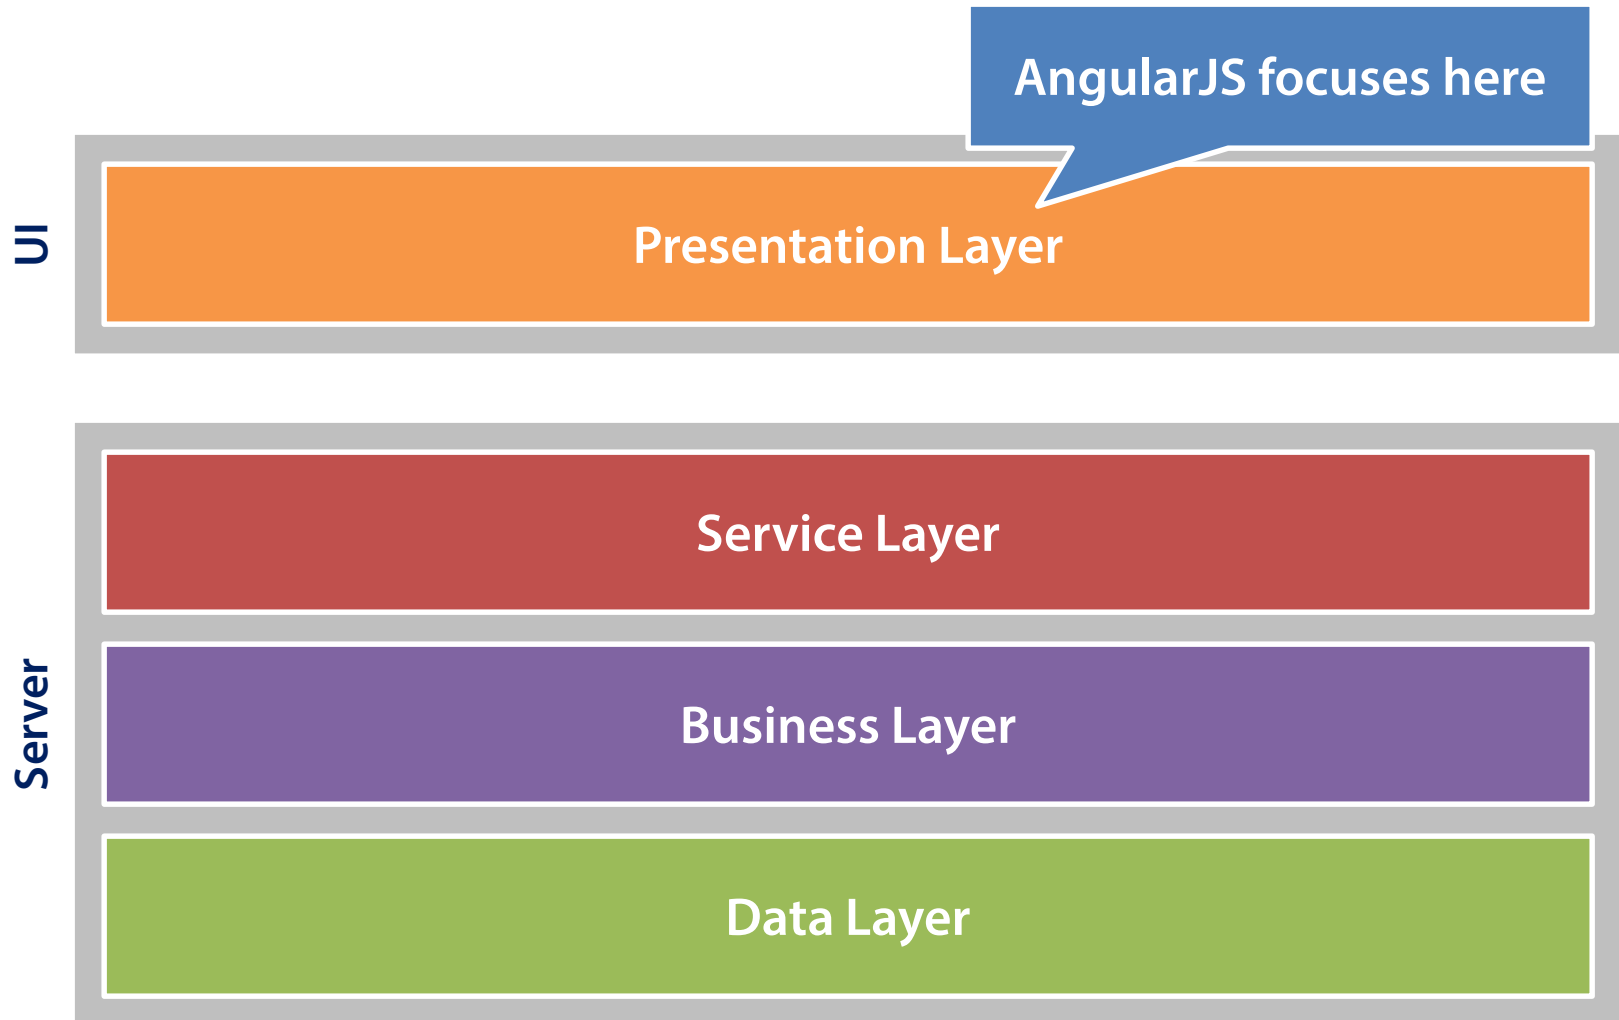 AngularJS focuses here
UI
Presentation Layer
Server
Service Layer
Business Layer
Data Layer